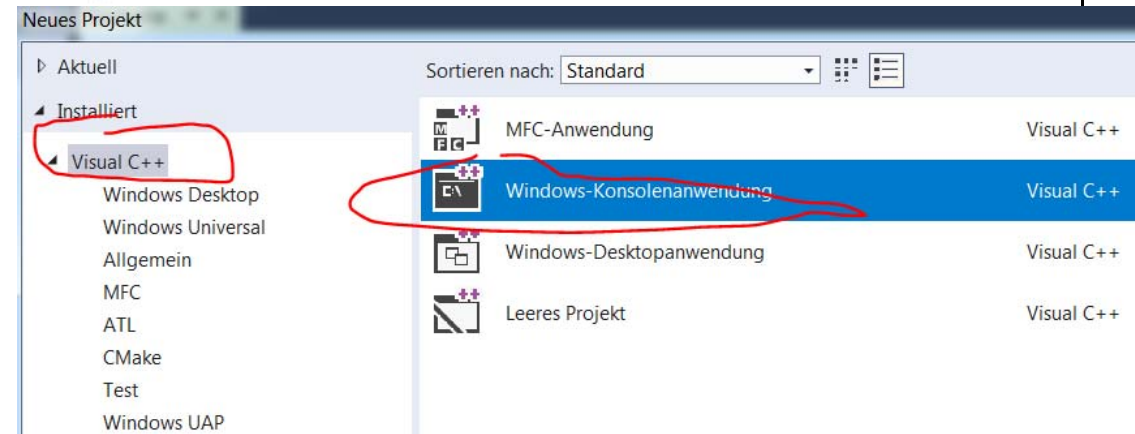 Neues Projekt
Aktuell
Installiert
Visual C++
Windows Desktop
Windows Universal
Allgemein
MFC
ATL
CMake
Test
Windows UAP
Sortieren nach: Standard
MFC-Anwendung Visual C++
Windows-Konsolenanwendung Visual C++
Windows-Desktopanwendung Visual C++
Leeres Projekt Visual C++